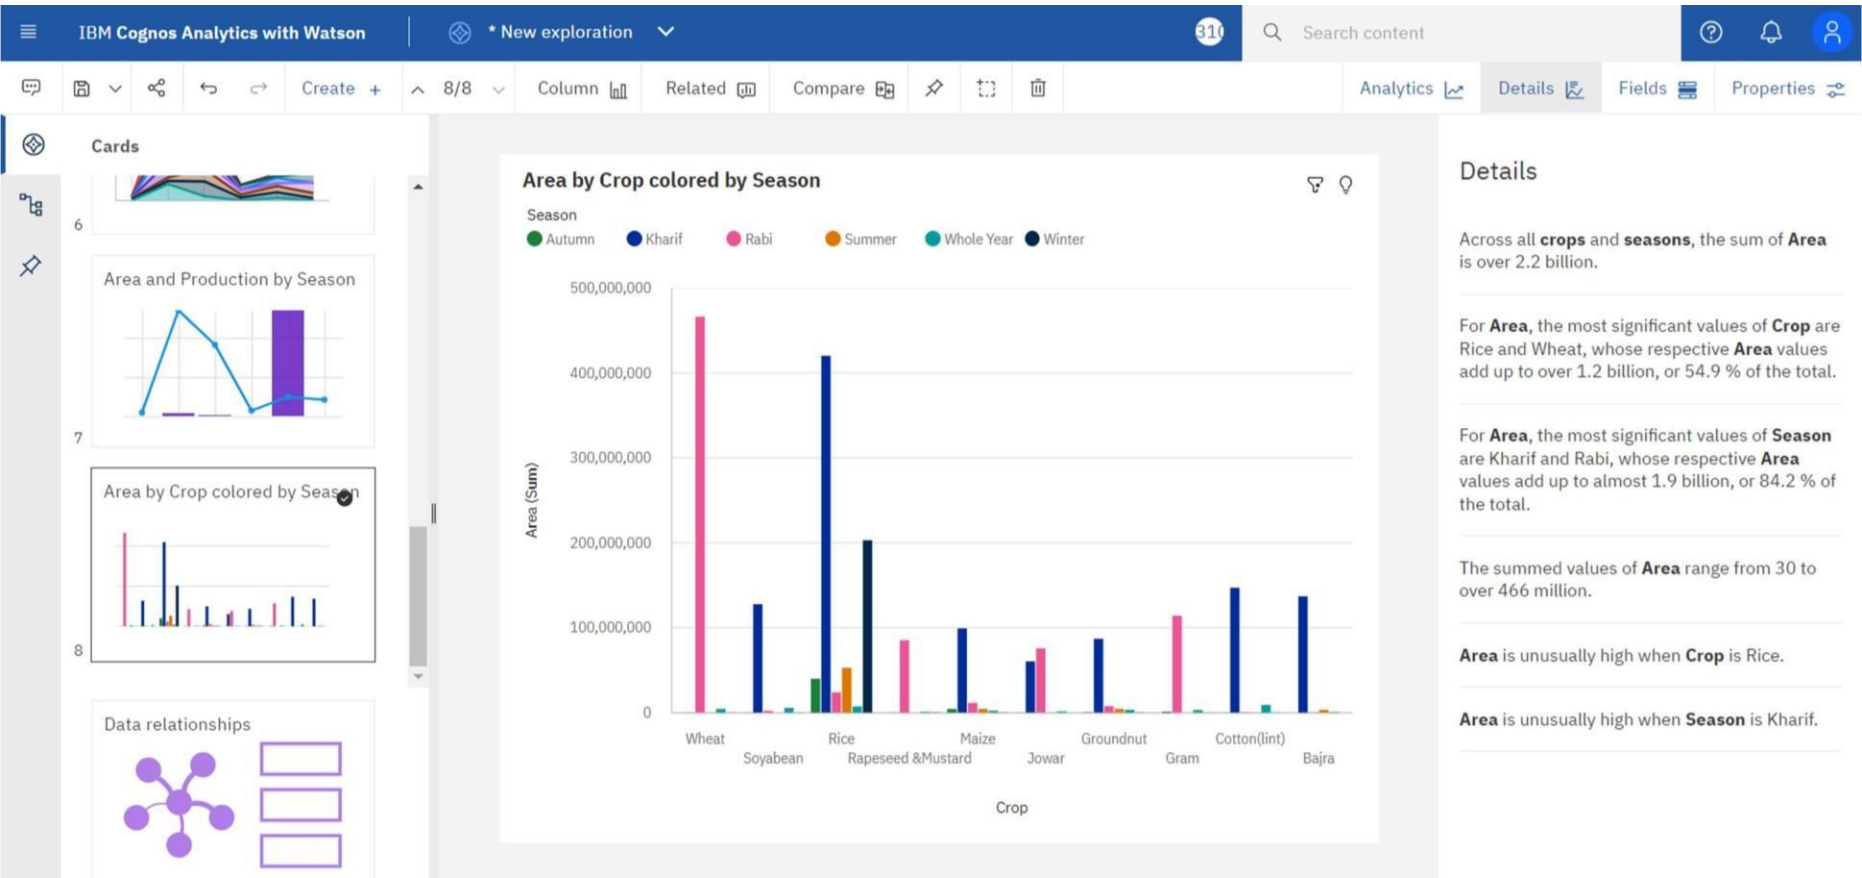 IBM Cognos Analytics with Watson
* New exploration
310
Search content
Create +
8/8
Column
Related
Compare
Analytics
Details
Fields
Properties
Cards
6
Area and Production by Season
7
Area by Crop colored by Season
8
Data relationships
Area by Crop colored by Season
Season
Autumn Kharif Rabi Summer Whole Year Winter
500,000,000
400,000,000
300,000,000
200,000,000
100,000,000
0
Area (Sum)
Wheat Rice Maize Groundnut Cotton(lint)
Soyabean Rapeseed &Mustard Jowar Gram Bajra
Crop
Details
Across all crops and seasons, the sum of Area
is over 2.2 billion.
For Area, the most significant values of Crop are
Rice and Wheat, whose respective Area values
add up to over 1.2 billion, or 54.9 % of the total.
For Area, the most significant values of Season
are Kharif and Rabi, whose respective Area
values add up to almost 1.9 billion, or 84.2 % of
the total.
The summed values of Area range from 30 to
over 466 million.
Area is unusually high when Crop is Rice.
Area is unusually high when Season is Kharif.